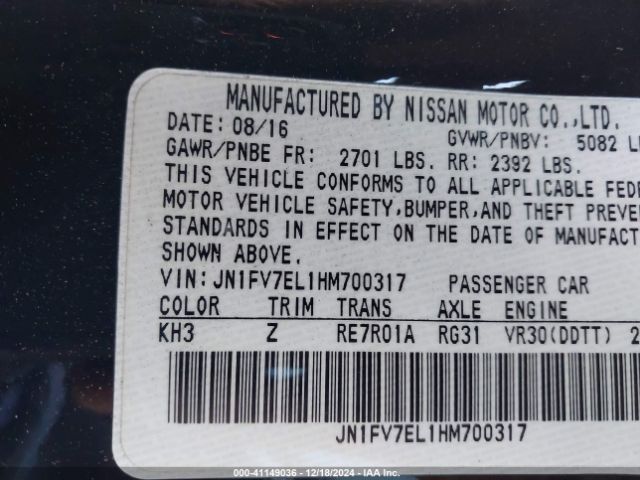 MANUFACTURED BY NISSAN MOTOR CO.,LTD.
DATE: 08/16 GVWR/PNBV: 5082 L
GAWR/PNBE FR: 2701 LBS. RR: 2392 LBS.
THIS VEHICLE CONFORMS TO ALL APPLICABLE FEDE
MOTOR VEHICLE SAFETY,BUMPER,AND THEFT PREVE
STANDARDS IN EFFECT ON THE DATE OF MANUFACT
SHOWN ABOVE.
VIN:JN1FV7EL1HM700317 PASSENGER CAR
COLOR TRIM TRANS AXLE ENGINE
KH3 Z RE7R01A RG31 VR30(DDTT) 2
JN1FV7EL1HM700317
000-41149036 • 12/18/2024 • IAAI.COM